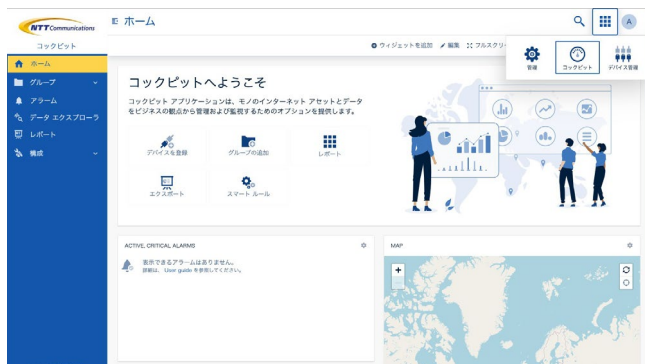 NTT Communications
コックピット
ホーム
グループ
アラーム
データ エクスプローラ
レポート
構成
ホーム
ウィジェットを追加
編集
フルスクリー
A
管理
コックピット
デバイス管理
コックピットへようこそ
コックピット アプリケーションは、モノのインターネット アセットとデータ
をビジネスの観点から管理および監視するためのオプションを提供します。
デバイスを登録
グループの追加
レポート
エクスポート
スマート ルール
ACTIVE, CRITICAL ALARMS
表示できるアラームはありません。
詳細は、 User guide を参照してください。
MAP
+